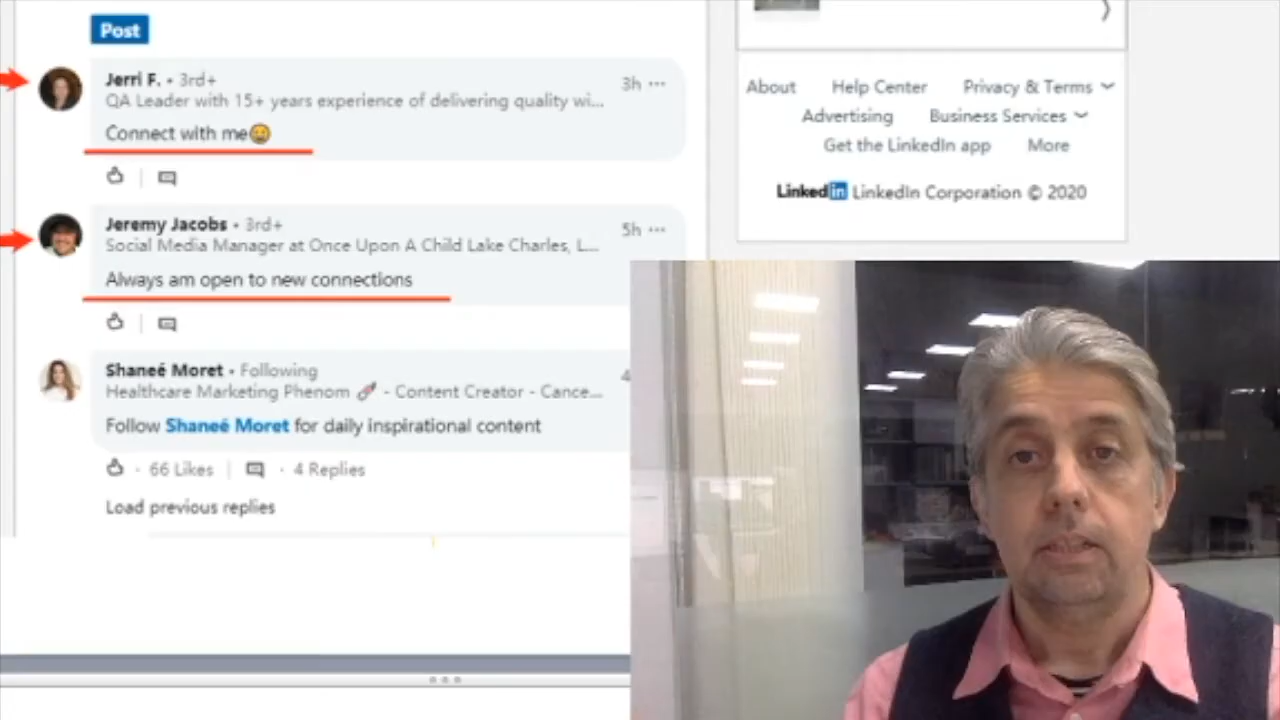 Post
Jerri F. • 3rd+
3h ...
QA Leader with 15+ years experience of delivering quality wi...
Connect with me
Jeremy Jacobs • 3rd+
5h ...
Social Media Manager at Once Upon A Child Lake Charles, L...
Always am open to new connections
Shaneé Moret • Following
4
Healthcare Marketing Phenom - Content Creator - Cance...
Follow Shaneé Moret for daily inspirational content
· 66 Likes | · 4 Replies
Load previous replies
About Help Center Privacy & Terms
Advertising Business Services
Get the LinkedIn app More
LinkedIn LinkedIn Corporation © 2020